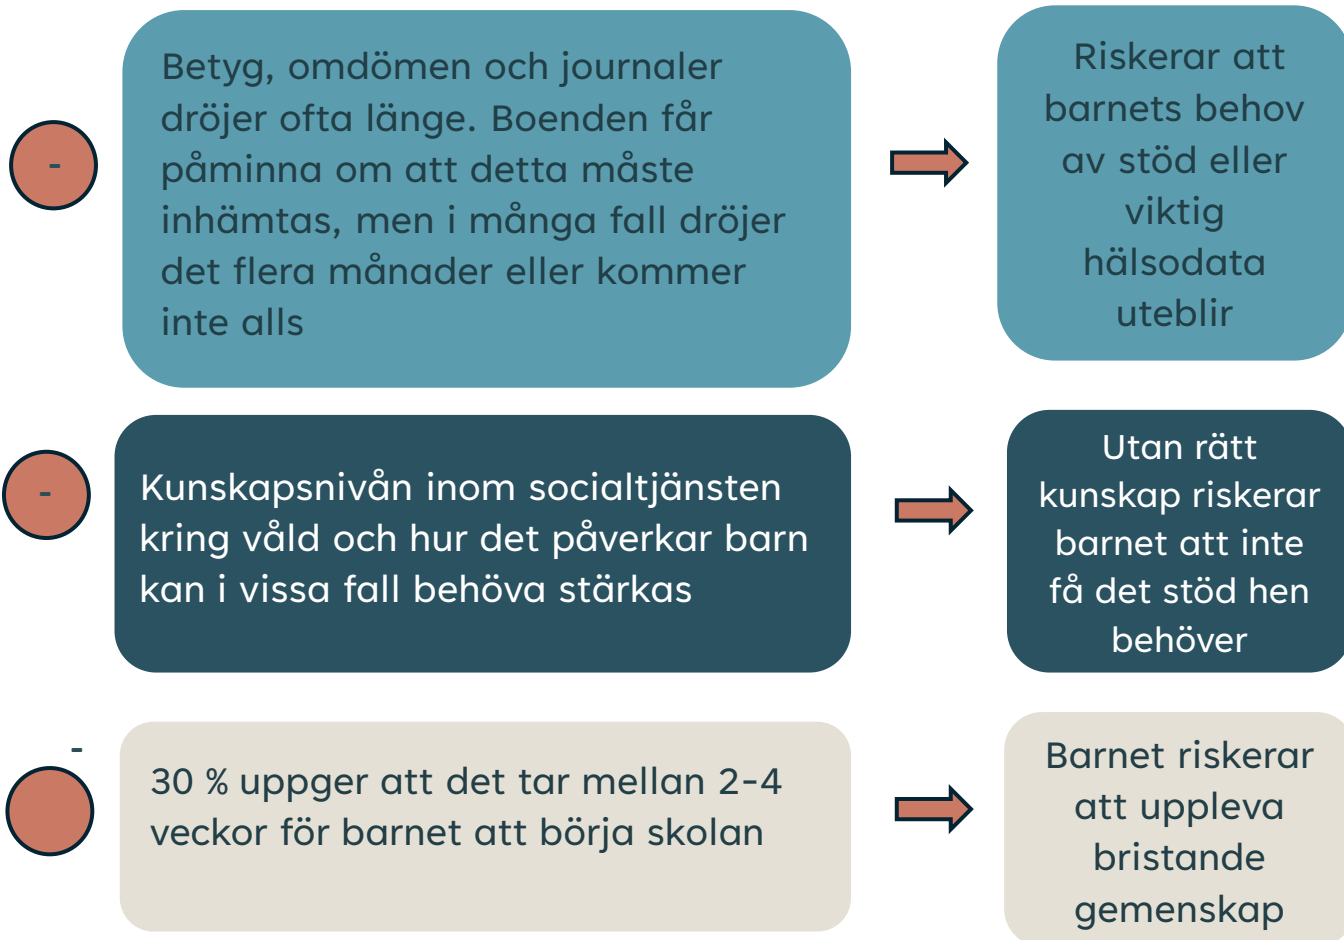 -
Betyg, omdömen och journaler
dröjer ofta länge. Boenden får
påminna om att detta måste
inhämtas, men i många fall dröjer
det flera månader eller kommer
inte alls
Riskerar att
barnets behov
av stöd eller
viktig
hälsodata
uteblir
-
Kunskapsnivån inom socialtjänsten
kring våld och hur det påverkar barn
kan i vissa fall behöva stärkas
Utan rätt
kunskap riskerar
barnet att inte
få det stöd hen
behöver
-
30 % uppger att det tar mellan 2-4
veckor för barnet att börja skolan
Barnet riskerar
att uppleva
bristande
gemenskap